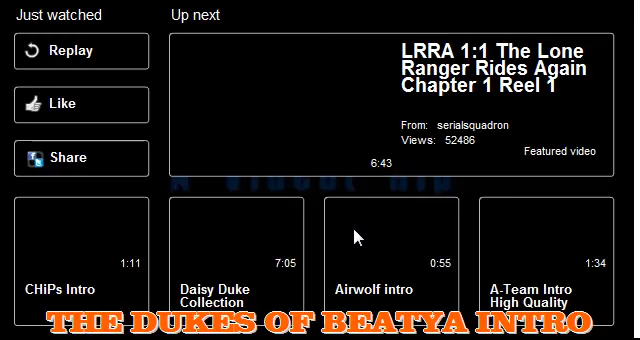 Just watched
Up next
Replay
Like
Share
LRRA 1:1 The Lone
Ranger Rides Again
Chapter 1 Reel 1
From: serialsquadron
Views: 52486
Featured video
6:43
1:11
CHiPs Intro
7:05
Daisy Duke
Collection
0:55
Airwolf intro
1:34
A-Team Intro
High Quality
THE DUKES OF BEATYA INTRO